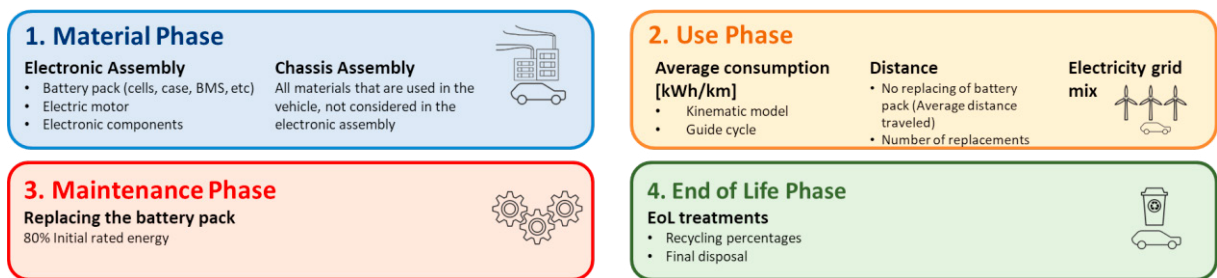 1. Material Phase
Electronic Assembly
• Battery pack (cells, case, BMS, etc)
• Electric motor
• Electronic components
Chassis Assembly
All materials that are used in the
vehicle, not considered in the
electronic assembly
2. Use Phase
Average consumption
[kWh/km]
• Kinematic model
• Guide cycle
Distance
• No replacing of battery
pack (Average distance
traveled)
• Number of replacements
Electricity grid
mix
3. Maintenance Phase
Replacing the battery pack
80% Initial rated energy
4. End of Life Phase
EoL treatments
• Recycling percentages
• Final disposal